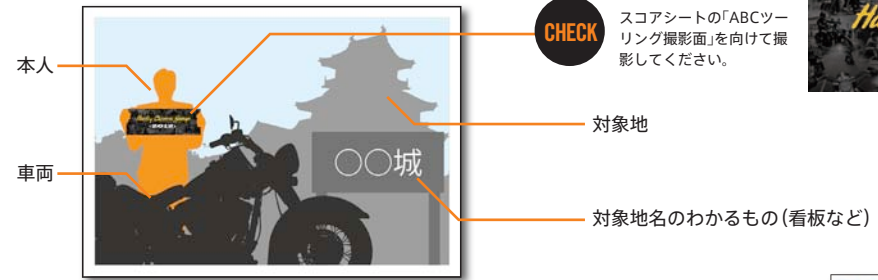 CHECK
スコアシートの「ABCツー
リング撮影面」を向けて撮
影してください。
本人
対象地
車両
○○城
対象地名のわかるもの（看板など）
-2012-